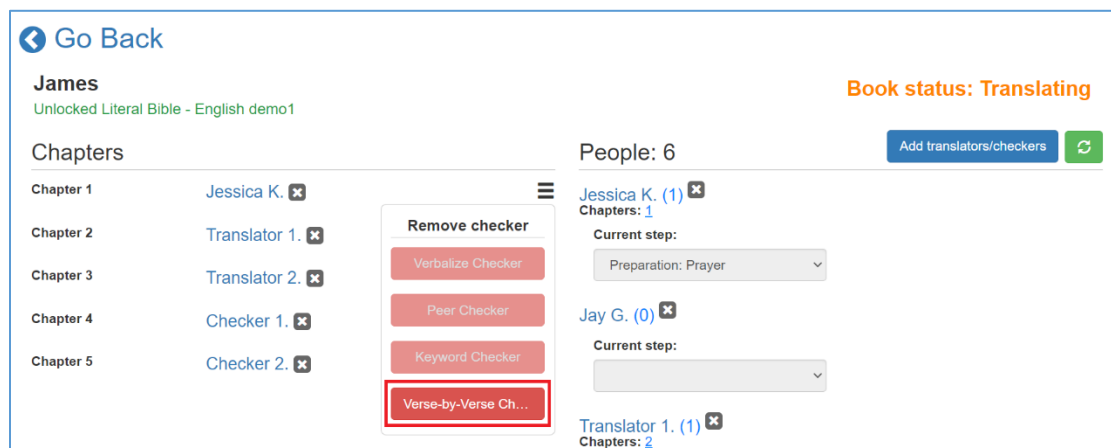 Go Back
James
Unlocked Literal Bible - English demo1
Book status: Translating
Chapters
Chapter 1 Jessica K.
Chapter 2 Translator 1.
Chapter 3 Translator 2.
Chapter 4 Checker 1.
Chapter 5 Checker 2.
Remove checker
Verbalize Checker
Peer Checker
Keyword Checker
Verse-by-Verse Ch...
People: 6
Add translators/checkers
Jessica K. (1)
Chapters: 1
Current step:
Preparation: Prayer
Jay G. (0)
Current step:
Translator 1. (1)
Chapters: 2